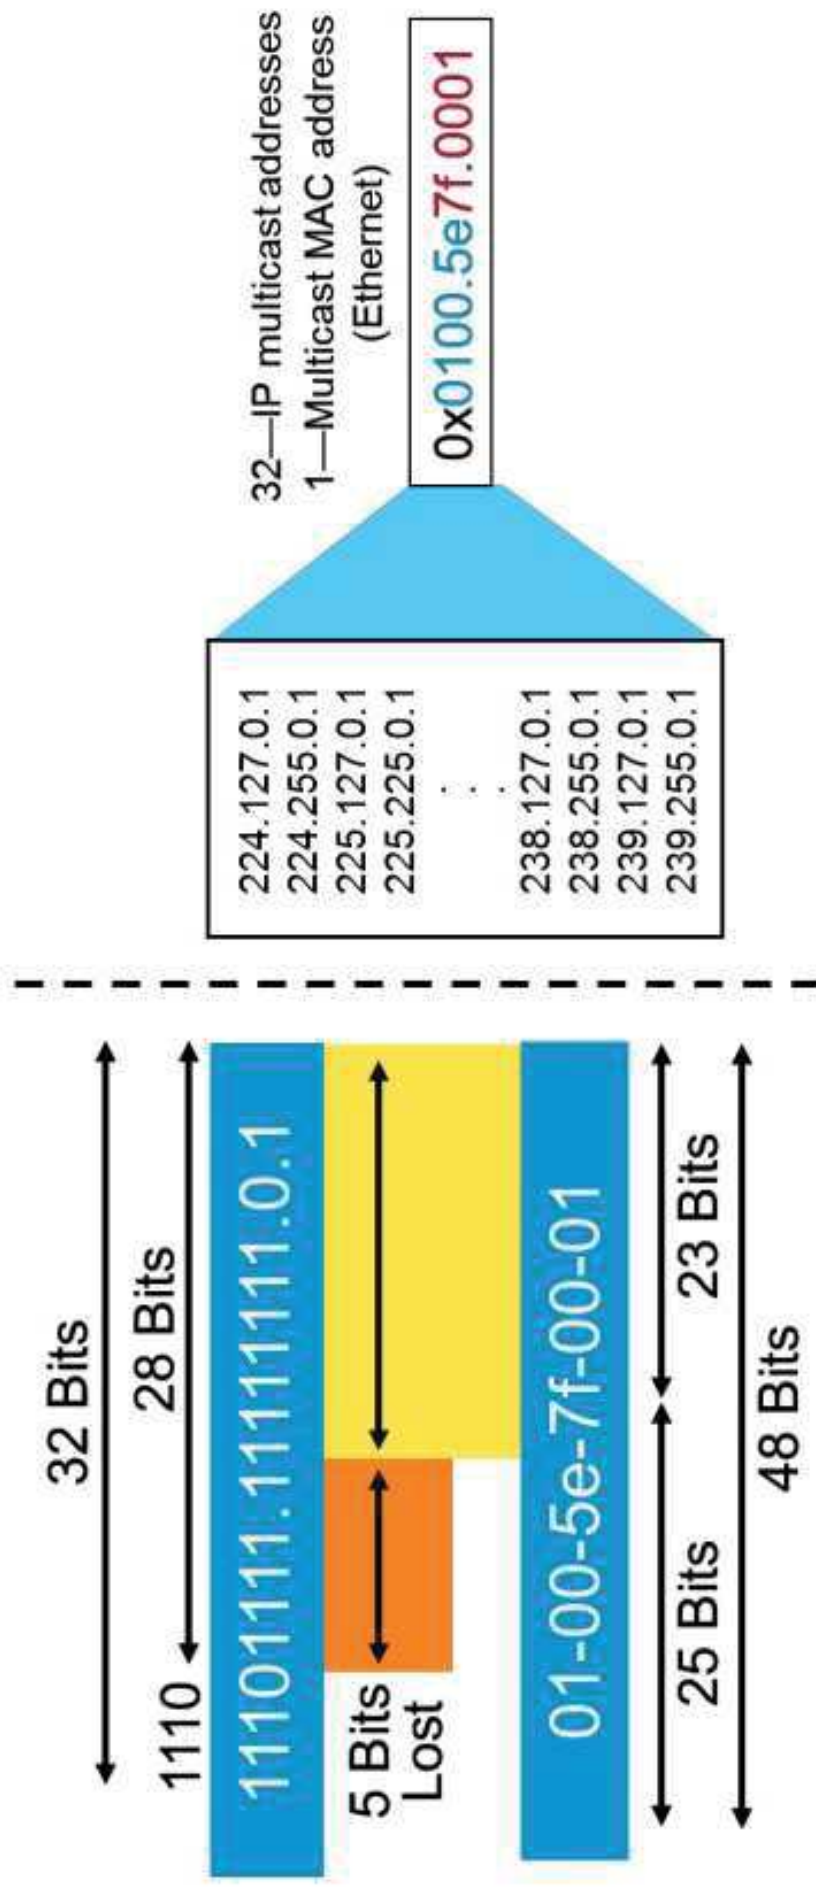 32 Bits
28 Bits
1110
11101111.11111111.0.1
5 Bits
Lost
01-00-5e-7f-00-01
25 Bits
23 Bits
48 Bits
32—IP multicast addresses
1—Multicast MAC address
(Ethernet)
224.127.0.1
224.255.0.1
225.127.0.1
225.225.0.1
.
.
.
238.127.0.1
238.255.0.1
239.127.0.1
239.255.0.1
0x0100.5e7f.0001